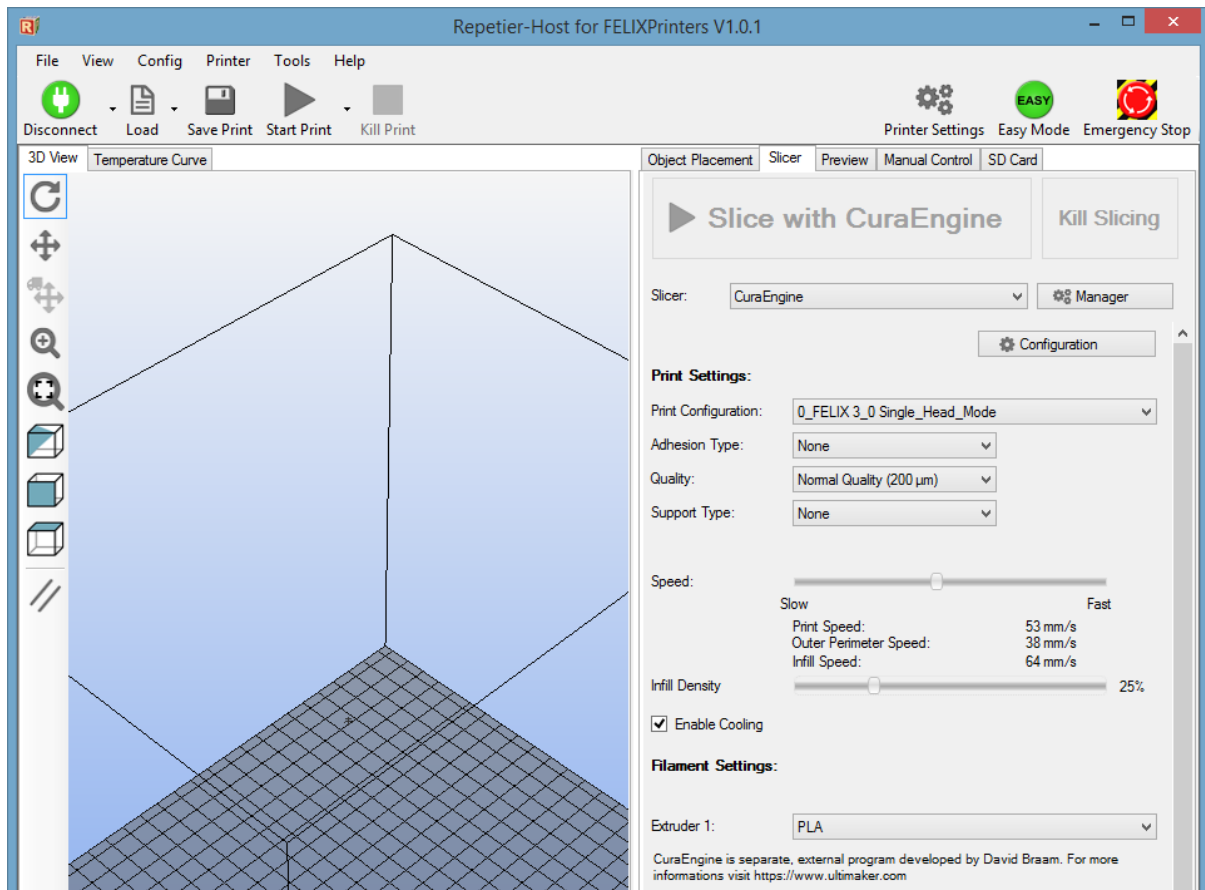 Repetier-Host for FELIXPrinters V1.0.1
File View Config Printer Tools Help
Disconnect Load Save Print Start Print Kill Print Printer Settings EASY Easy Mode Emergency Stop
3D View Temperature Curve
Object Placement Slicer Preview Manual Control SD Card
Slice with CuraEngine Kill Slicing
Slicer: CuraEngine Manager
Configuration
Print Settings:
Print Configuration: 0_FELIX 3_0 Single_Head_Mode
Adhesion Type: None
Quality: Normal Quality (200 µm)
Support Type: None
Speed:
Slow Fast
Print Speed: 53 mm/s
Outer Perimeter Speed: 38 mm/s
Infill Speed: 64 mm/s
Infill Density 25%
Enable Cooling
Filament Settings:
Extruder 1: PLA
CuraEngine is separate, external program developed by David Braam. For more
informations visit https://www.ultimaker.com